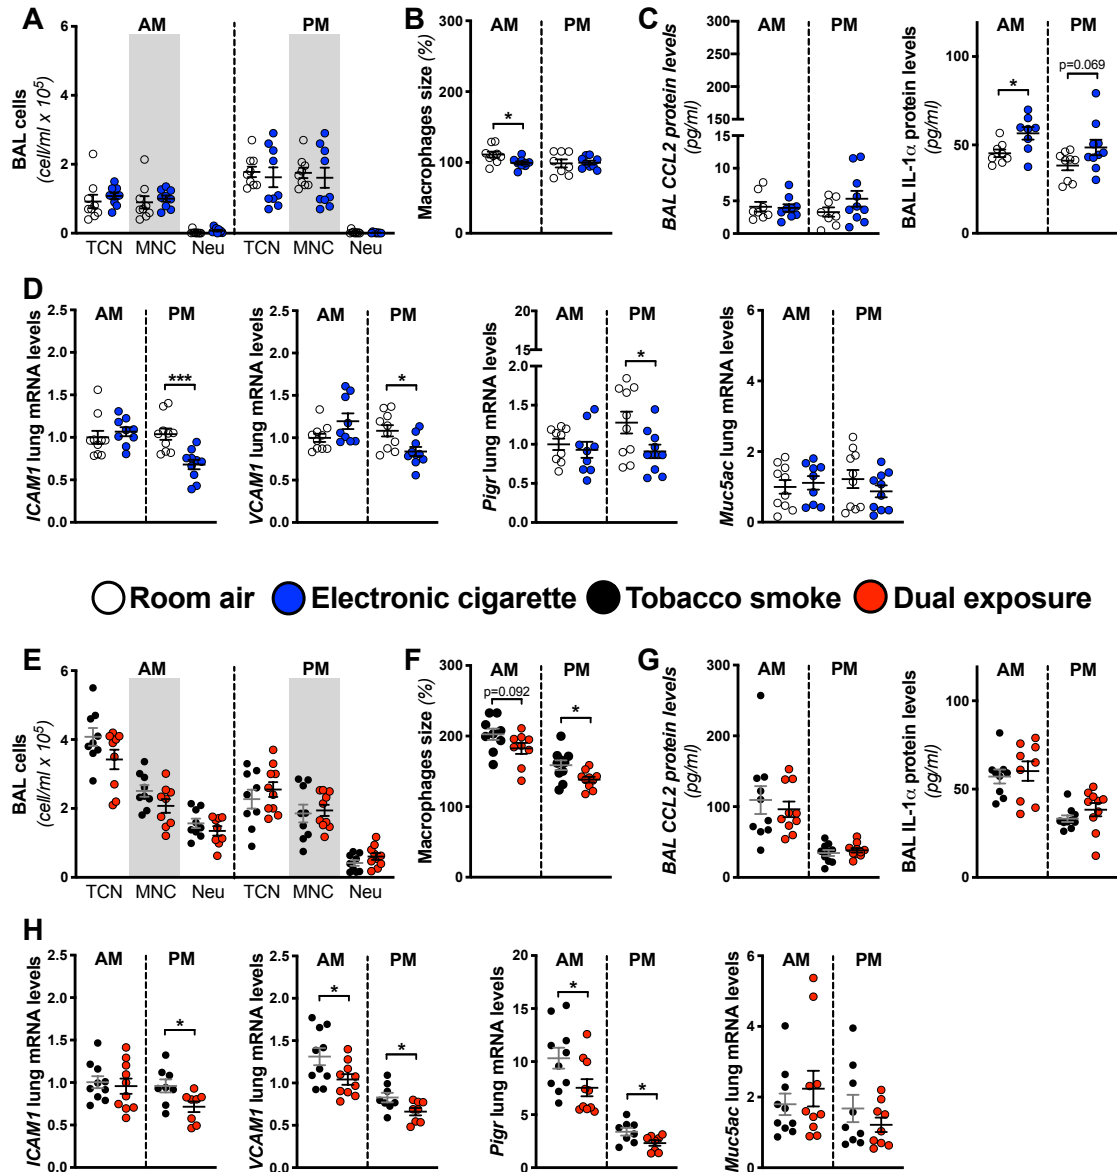 A
AM
PM
BAL cells
(cell/ml x 10⁵)
6
4
2
0
TCN
MNC
Neu
TCN
MNC
Neu
B
AM
PM
Macrophages size (%)
300
200
100
0
*
C
AM
PM
BAL CCL2 protein levels
(pg/ml)
300
250
200
150
100
50
15
10
5
0
AM
PM
BAL IL-1α protein levels
(pg/ml)
100
50
0
*
p=0.069
D
AM
PM
ICAM1 lung mRNA levels
2.5
2.0
1.5
1.0
0.5
0.0
***
AM
PM
VCAM1 lung mRNA levels
2.5
2.0
1.5
1.0
0.5
0.0
*
AM
PM
Pigr lung mRNA levels
20
15
2.0
1.5
1.0
0.5
0.0
*
AM
PM
Muc5ac lung mRNA levels
6
4
2
0
Room air
Electronic cigarette
Tobacco smoke
Dual exposure
E
AM
PM
BAL cells
(cell/ml x 10⁵)
6
4
2
0
TCN
MNC
Neu
TCN
MNC
Neu
F
AM
PM
Macrophages size (%)
300
200
100
0
p=0.092
*
G
AM
PM
BAL CCL2 protein levels
(pg/ml)
300
200
100
0
AM
PM
BAL IL-1α protein levels
(pg/ml)
100
50
0
H
AM
PM
ICAM1 lung mRNA levels
2.5
2.0
1.5
1.0
0.5
0.0
*
AM
PM
VCAM1 lung mRNA levels
2.5
2.0
1.5
1.0
0.5
0.0
*
*
AM
PM
Pigr lung mRNA levels
20
15
10
5
0
*
*
AM
PM
Muc5ac lung mRNA levels
6
4
2
0